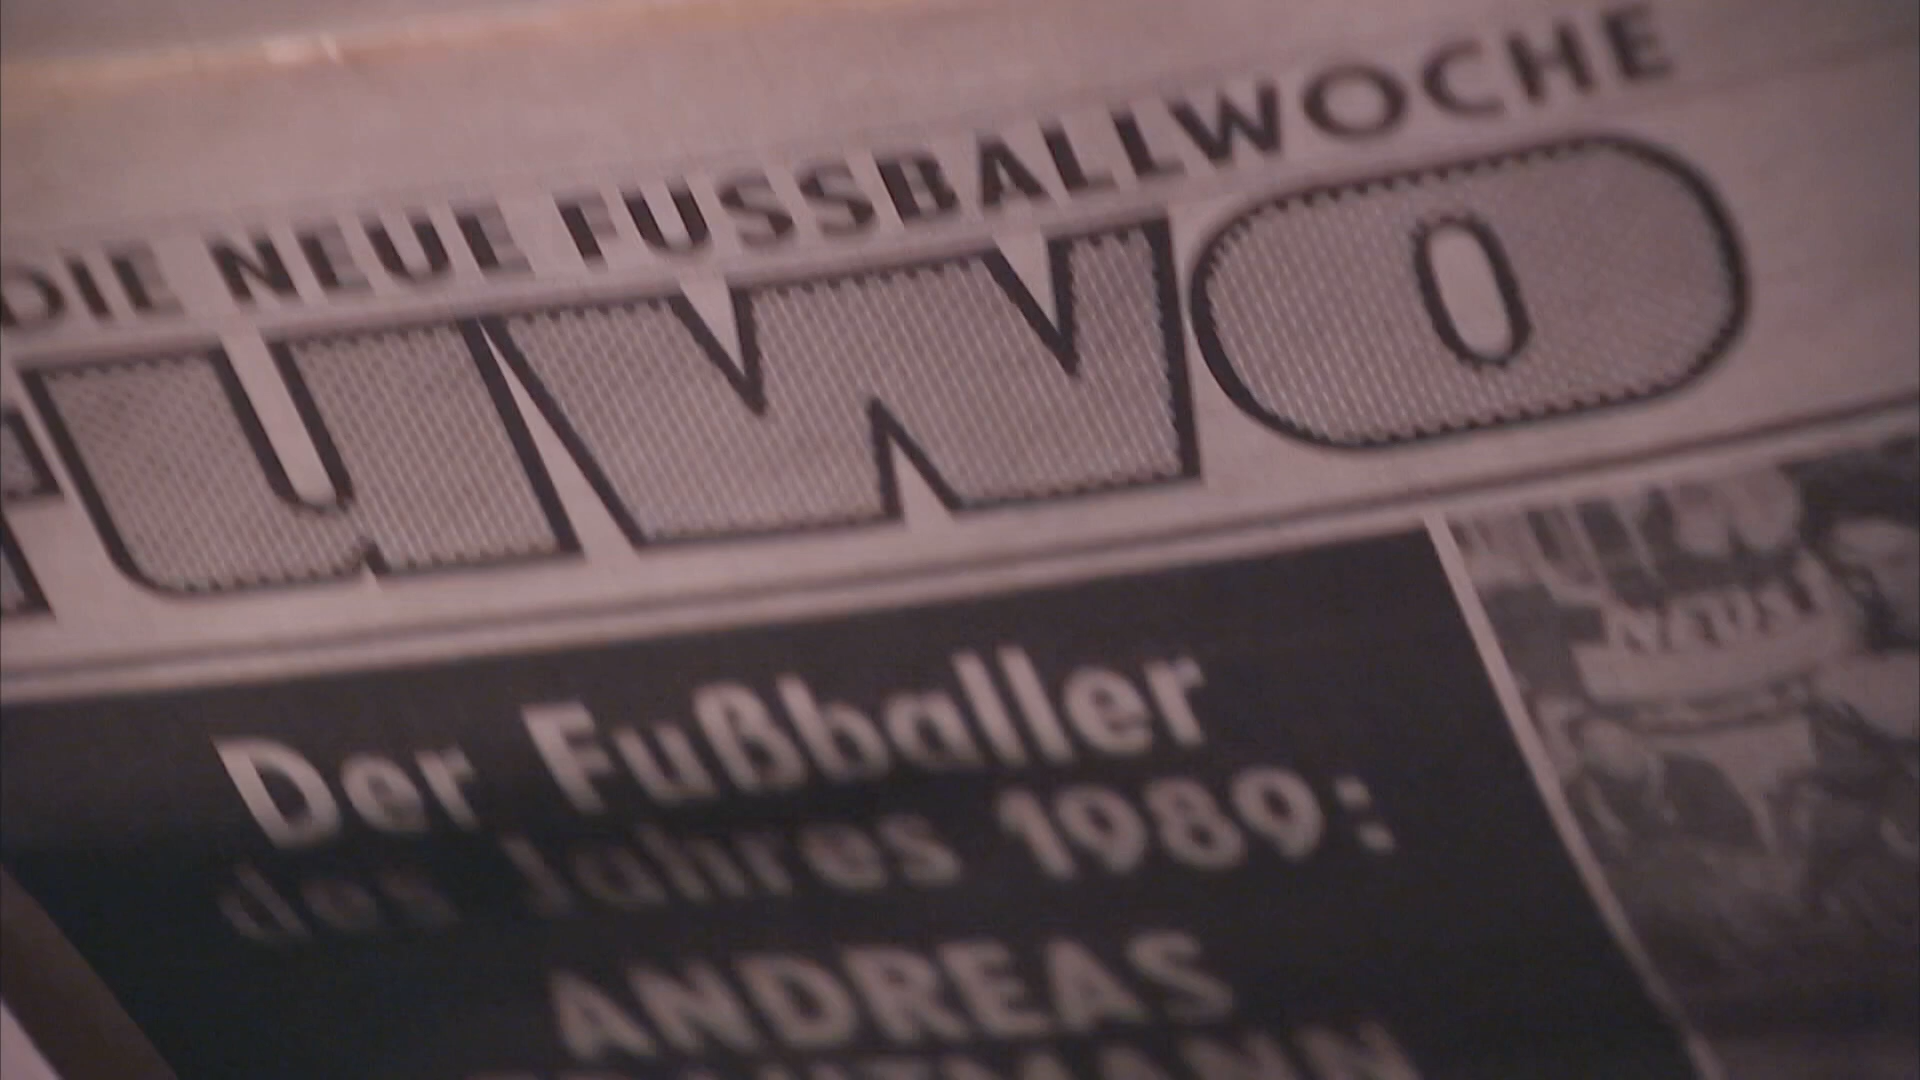 DIE NEUE FUSSBALLWOCHE
FUWO
Der Fußballer
des Jahres 1989:
ANDREAS